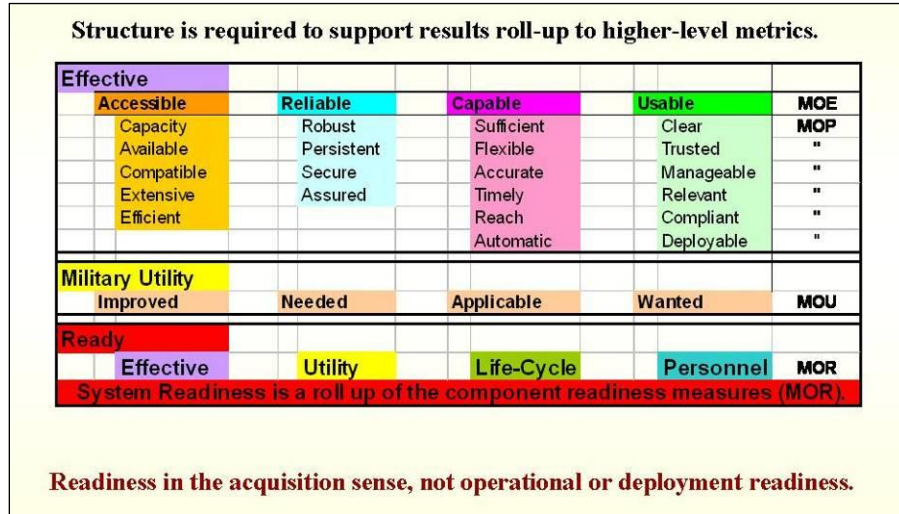 Structure is required to support results roll-up to higher-level metrics.
Effective
Accessible Reliable Capable Usable MOE
Capacity Robust Sufficient Clear MOP
Available Persistent Flexible Trusted "
Compatible Secure Accurate Manageable "
Extensive Assured Timely Relevant "
Efficient Reach Compliant "
Automatic Deployable "
Military Utility
Improved Needed Applicable Wanted MOU
Ready
Effective Utility Life-Cycle Personnel MOR
System Readiness is a roll up of the component readiness measures (MOR).
Readiness in the acquisition sense, not operational or deployment readiness.